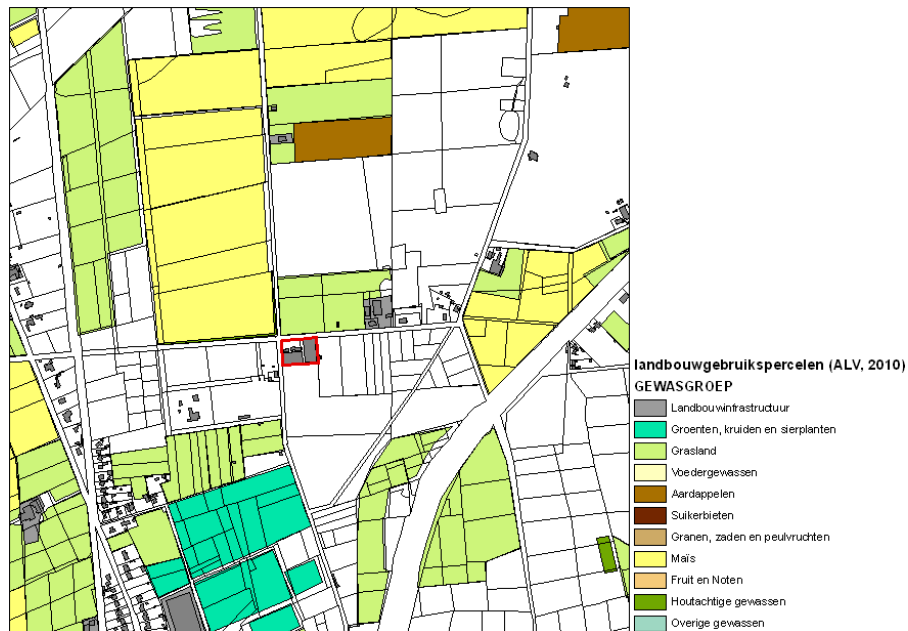 landbouwgebruikspercelen (ALV, 2010)
GEWASGROEP
Landbouwinfrastructuur
Groenten, kruiden en sierplanten
Grasland
Voedergewassen
Aardappelen
Suikerbieten
Granen, zaden en peulvruchten
Maïs
Fruit en Noten
Houtachtige gewassen
Overige gewassen